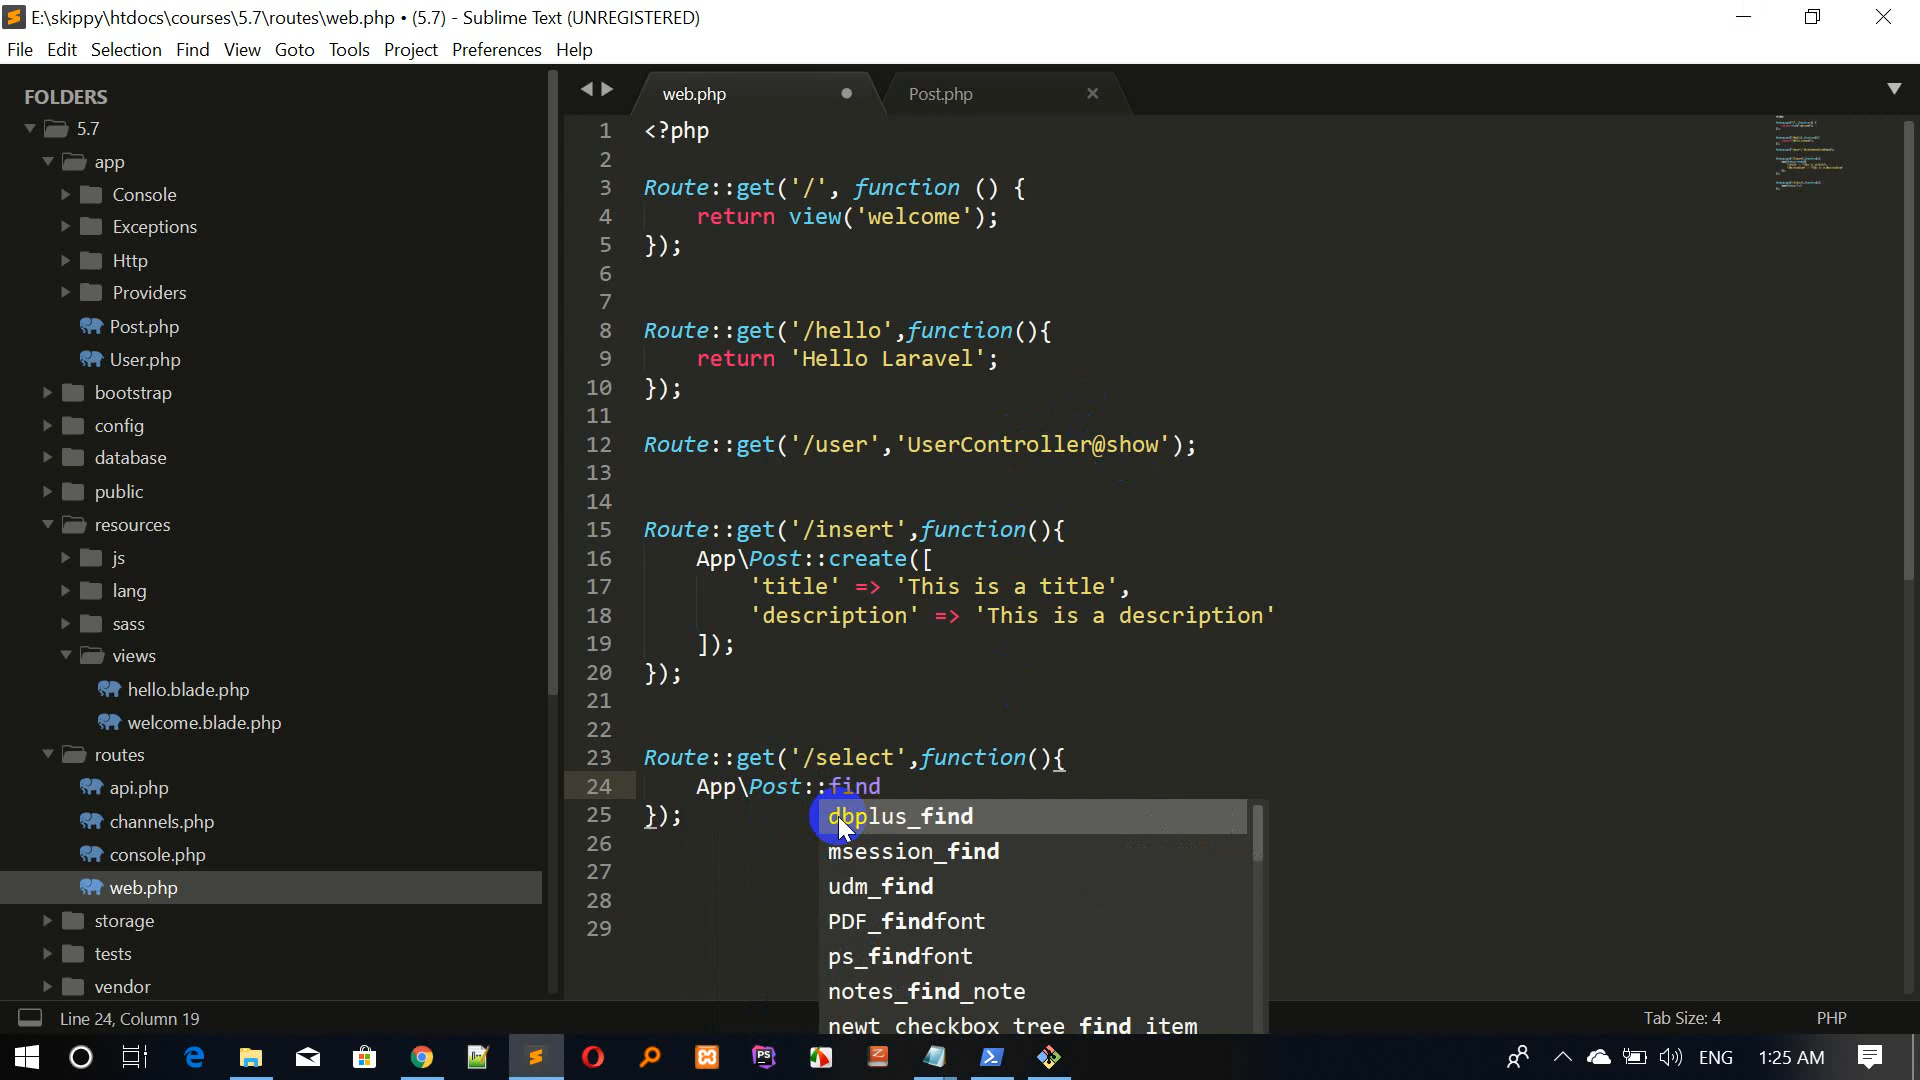 E:\skippy\htdocs\courses\5.7\routes\web.php • (5.7) - Sublime Text (UNREGISTERED)
File Edit Selection Find View Goto Tools Project Preferences Help
FOLDERS
5.7
app
Console
Exceptions
Http
Providers
Post.php
User.php
bootstrap
config
database
public
resources
js
lang
sass
views
hello.blade.php
welcome.blade.php
routes
api.php
channels.php
console.php
web.php
storage
tests
vendor
web.php
Post.php
1 <?php
2
3 Route::get('/', function () {
4 return view('welcome');
5 });
6
7
8 Route::get('/hello',function(){
9 return 'Hello Laravel';
10 });
11
12 Route::get('/user','UserController@show');
13
14
15 Route::get('/insert',function(){
16 App\Post::create([
17 'title' => 'This is a title',
18 'description' => 'This is a description'
19 ]);
20 });
21
22
23 Route::get('/select',function(){
24 App\Post::find
25 });
26
27
28
29
dbplus_find
msession_find
udm_find
PDF_findfont
ps_findfont
notes_find_note
newt_checkbox_tree_find_item
Line 24, Column 19
Tab Size: 4
PHP
ENG
1:25 AM